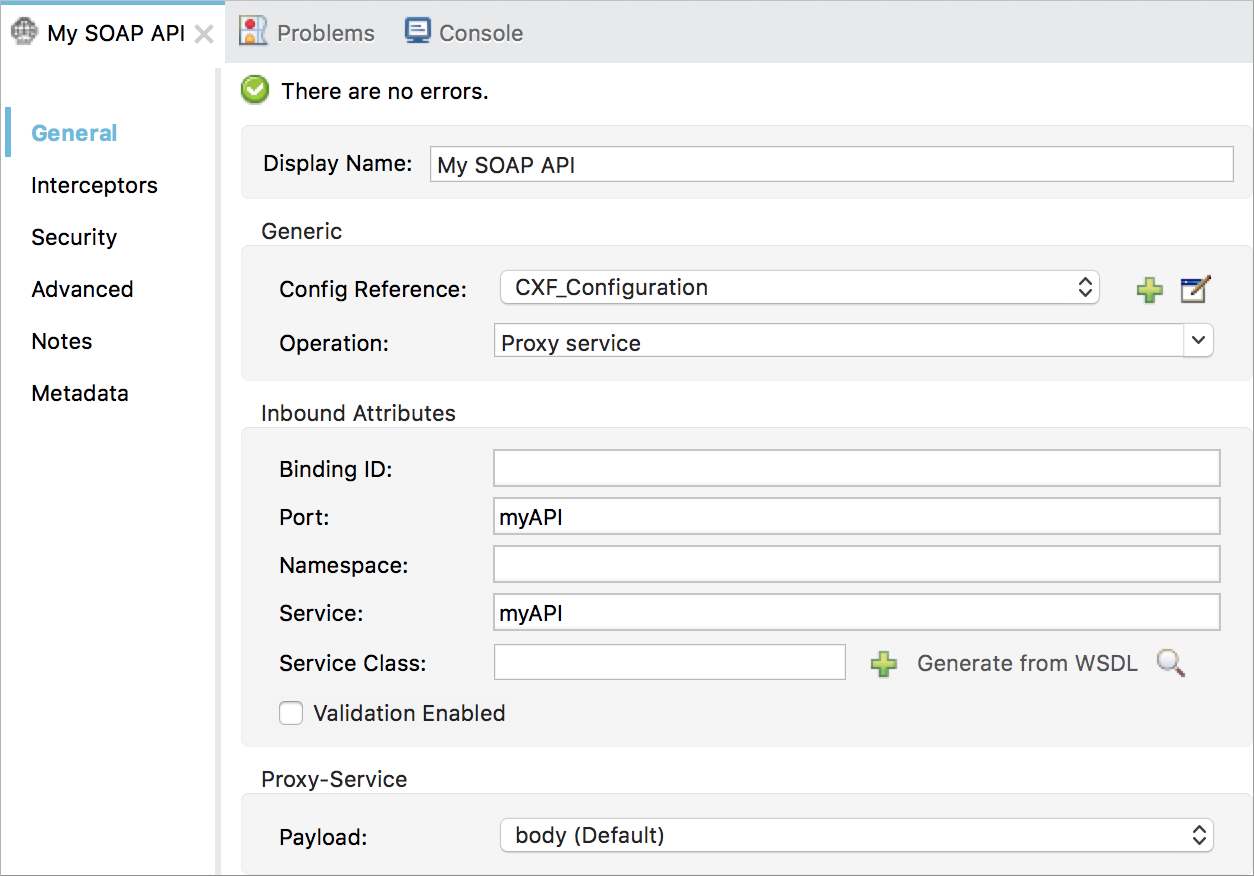 My SOAP API Problems Console
There are no errors.
General
Interceptors
Security
Advanced
Notes
Metadata
Display Name: My SOAP API
Generic
Config Reference: CXF_Configuration
Operation: Proxy service
Inbound Attributes
Binding ID:
Port: myAPI
Namespace:
Service: myAPI
Service Class: Generate from WSDL
Validation Enabled
Proxy-Service
Payload: body (Default)